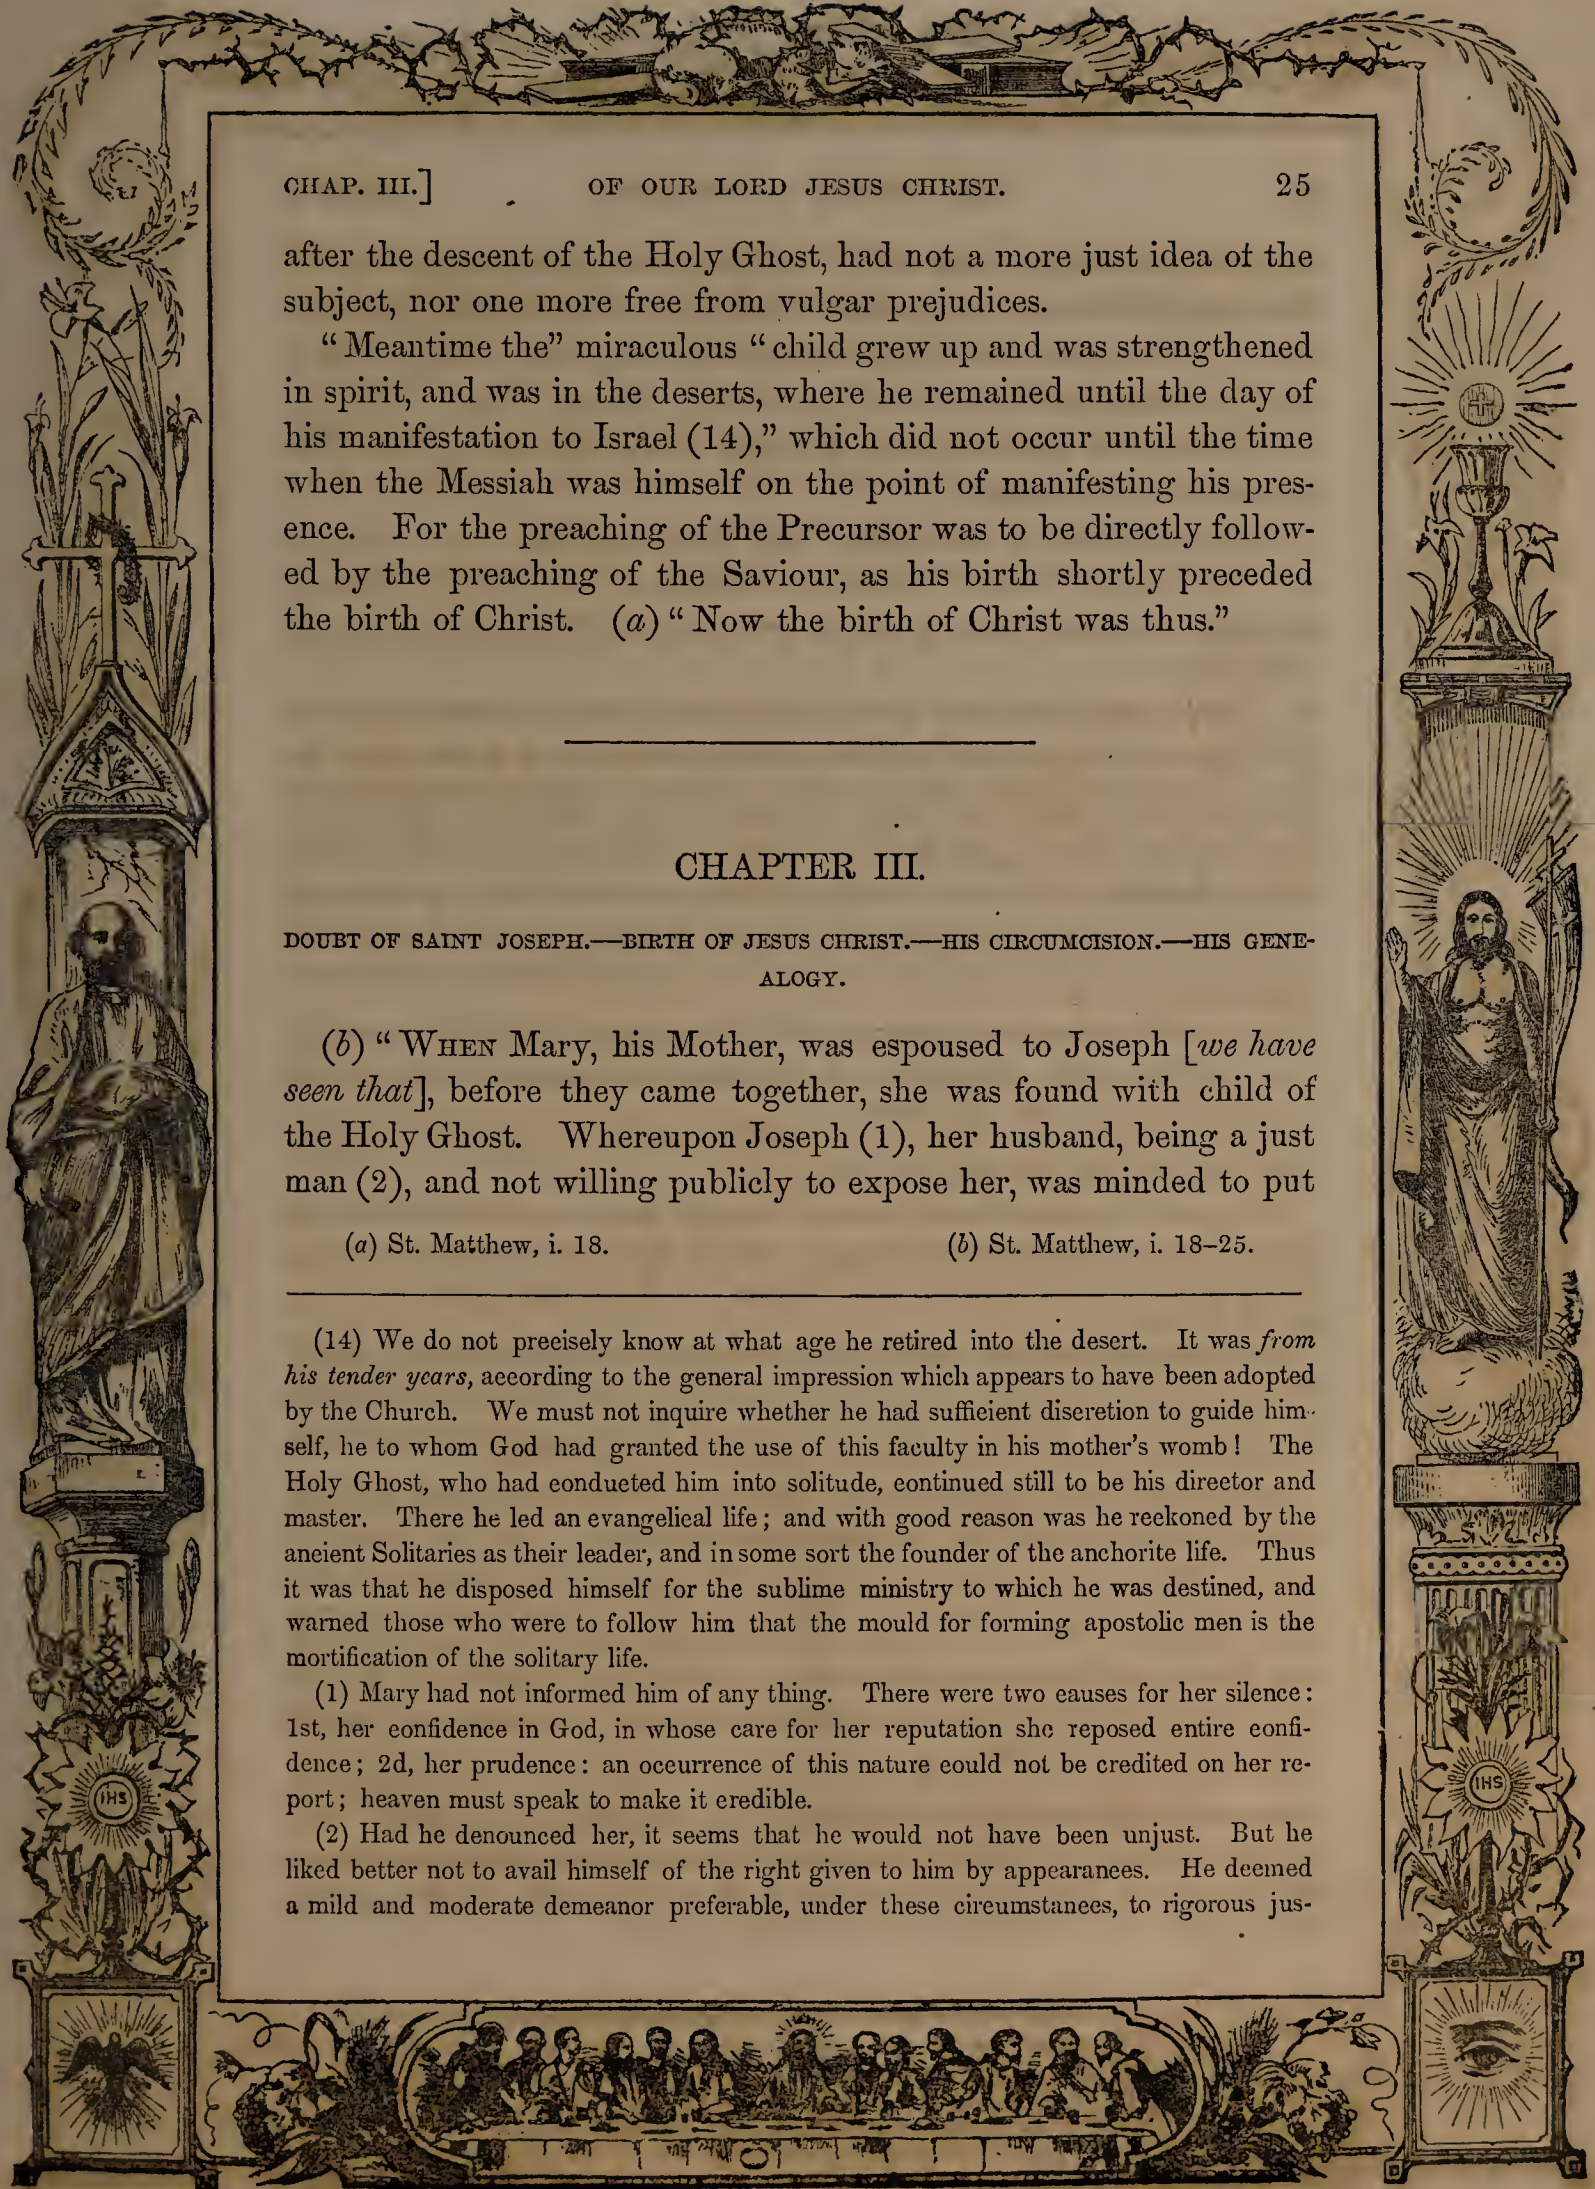 CHAP. III.] OF OUR LORD JESUS CHRIST. 25
after the descent of the Holy Ghost, had not a more just idea of the
subject, nor one more free from vulgar prejudices.
“ Meantime the” miraculous “ child grew up and was strengthened
in spirit, and was in the deserts, where he remained until the day of
his manifestation to Israel (14),” which did not occur until the time
when the Messiah was himself on the point of manifesting his pres-
ence. For the preaching of the Precursor was to be directly follow-
ed by the preaching of the Saviour, as his birth shortly preceded
the birth of Christ. (a) “ Now the birth of Christ was thus.”
CHAPTER III.
DOUBT OF SAINT JOSEPH.—BIRTH OF JESUS CHRIST.—HIS CIRCUMCISION.—HIS GENE-
ALOGY.
(b) “ WHEN Mary, his Mother, was espoused to Joseph [we have
seen that], before they came together, she was found with child of
the Holy Ghost. Whereupon Joseph (1), her husband, being a just
man (2), and not willing publicly to expose her, was minded to put
(a) St. Matthew, i. 18. (b) St. Matthew, i. 18–25.
(14) We do not precisely know at what age he retired into the desert. It was from
his tender years, according to the general impression which appears to have been adopted
by the Church. We must not inquire whether he had sufficient discretion to guide him-
self, he to whom God had granted the use of this faculty in his mother’s womb! The
Holy Ghost, who had conducted him into solitude, continued still to be his director and
master. There he led an evangelical life; and with good reason was he reckoned by the
ancient Solitaries as their leader, and in some sort the founder of the anchorite life. Thus
it was that he disposed himself for the sublime ministry to which he was destined, and
warned those who were to follow him that the mould for forming apostolic men is the
mortification of the solitary life.
(1) Mary had not informed him of any thing. There were two causes for her silence:
1st, her confidence in God, in whose care for her reputation she reposed entire confi-
dence; 2d, her prudence: an occurrence of this nature could not be credited on her re-
port; heaven must speak to make it credible.
(2) Had he denounced her, it seems that he would not have been unjust. But he
liked better not to avail himself of the right given to him by appearances. He deemed
a mild and moderate demeanor preferable, under these circumstances, to rigorous jus-
IHS
IHS